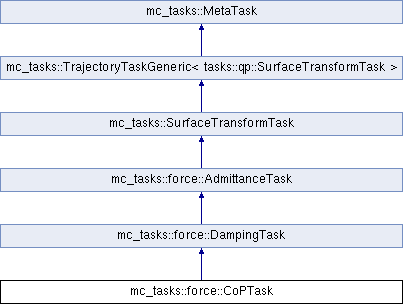 mc_tasks::MetaTask
mc_tasks::TrajectoryTaskGeneric< tasks::qp::SurfaceTransformTask >
mc_tasks::SurfaceTransformTask
mc_tasks::force::AdmittanceTask
mc_tasks::force::DampingTask
mc_tasks::force::CoPTask